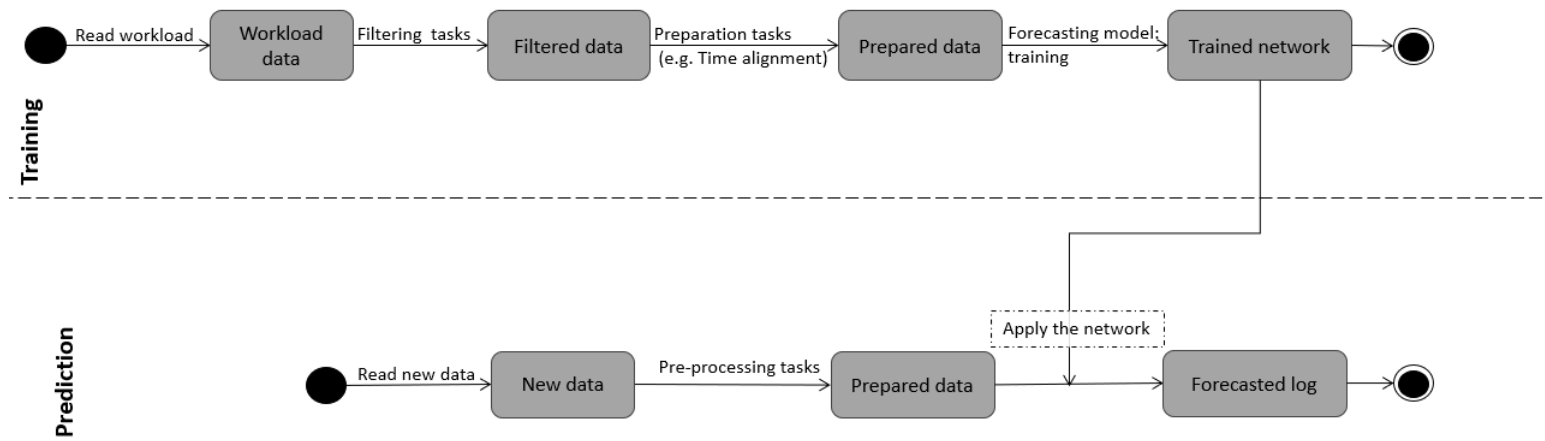 Read workload
Workload
data
Filtering tasks
Filtered data
Preparation tasks
(e.g. Time alignment)
Prepared data
Forecasting model:
training
Trained network
Training
Apply the network
Prediction
Read new data
New data
Pre-processing tasks
Prepared data
Forecasted log